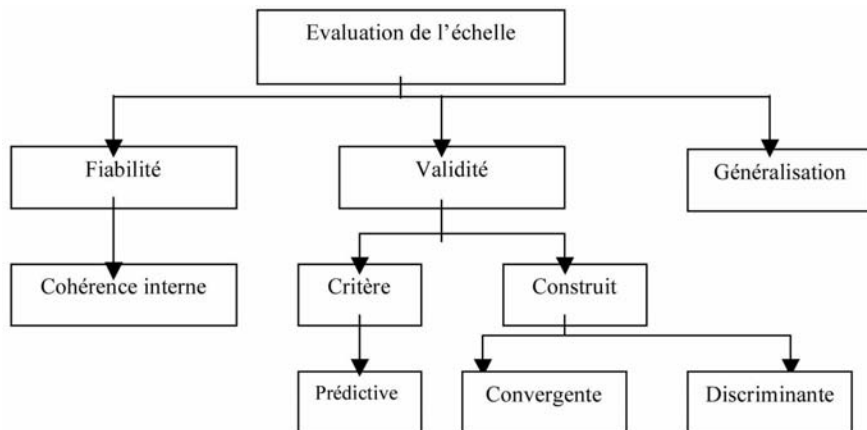 Evaluation de l'échelle
Fiabilité
Validité
Généralisation
Cohérence interne
Critère
Construit
Prédictive
Convergente
Discriminante